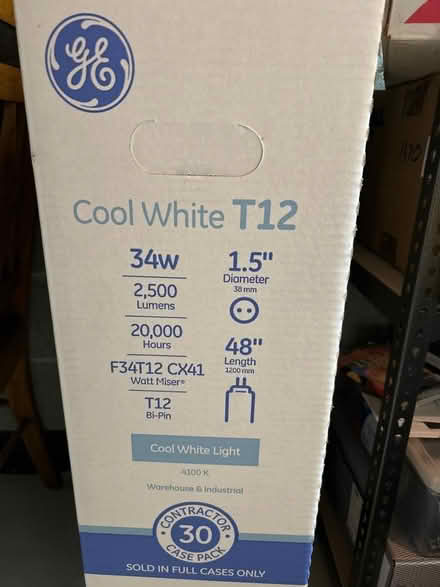 GE
Cool White T12
34W
2,500
Lumens
20,000
Hours
F34T12 CX41
Watt Miser®
T12
Bi-Pin
1.5"
Diameter
38 mm
48"
Length
1200 mm
Cool White Light
4100 K
Warehouse & Industrial
CONTRACTOR
30
CASE PACK
SOLD IN FULL CASES ONLY